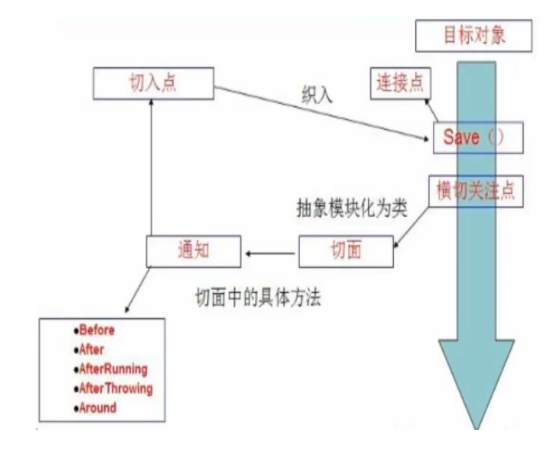 目标对象
切入点
织入
连接点
Save（）
横切关注点
抽象模块化为类
通知
切面
切面中的具体方法
●Before
●After
●AfterRunning
●AfterThrowing
●Around